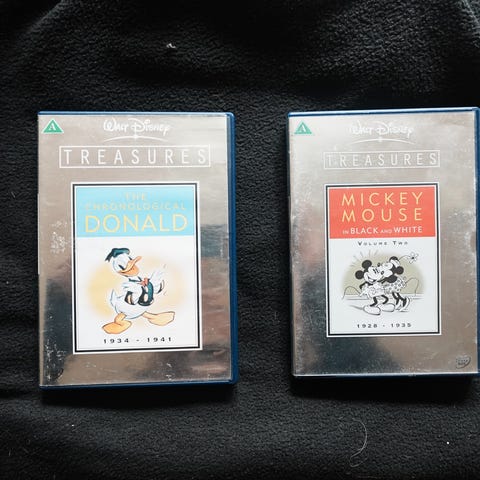 A
Walt Disney
TREASURES
THE
CHRONOLOGICAL
DONALD
1934 - 1941
A
Walt Disney
TREASURES
MICKEY
MOUSE
IN BLACK AND WHITE
VOLUME TWO
1928 - 1935